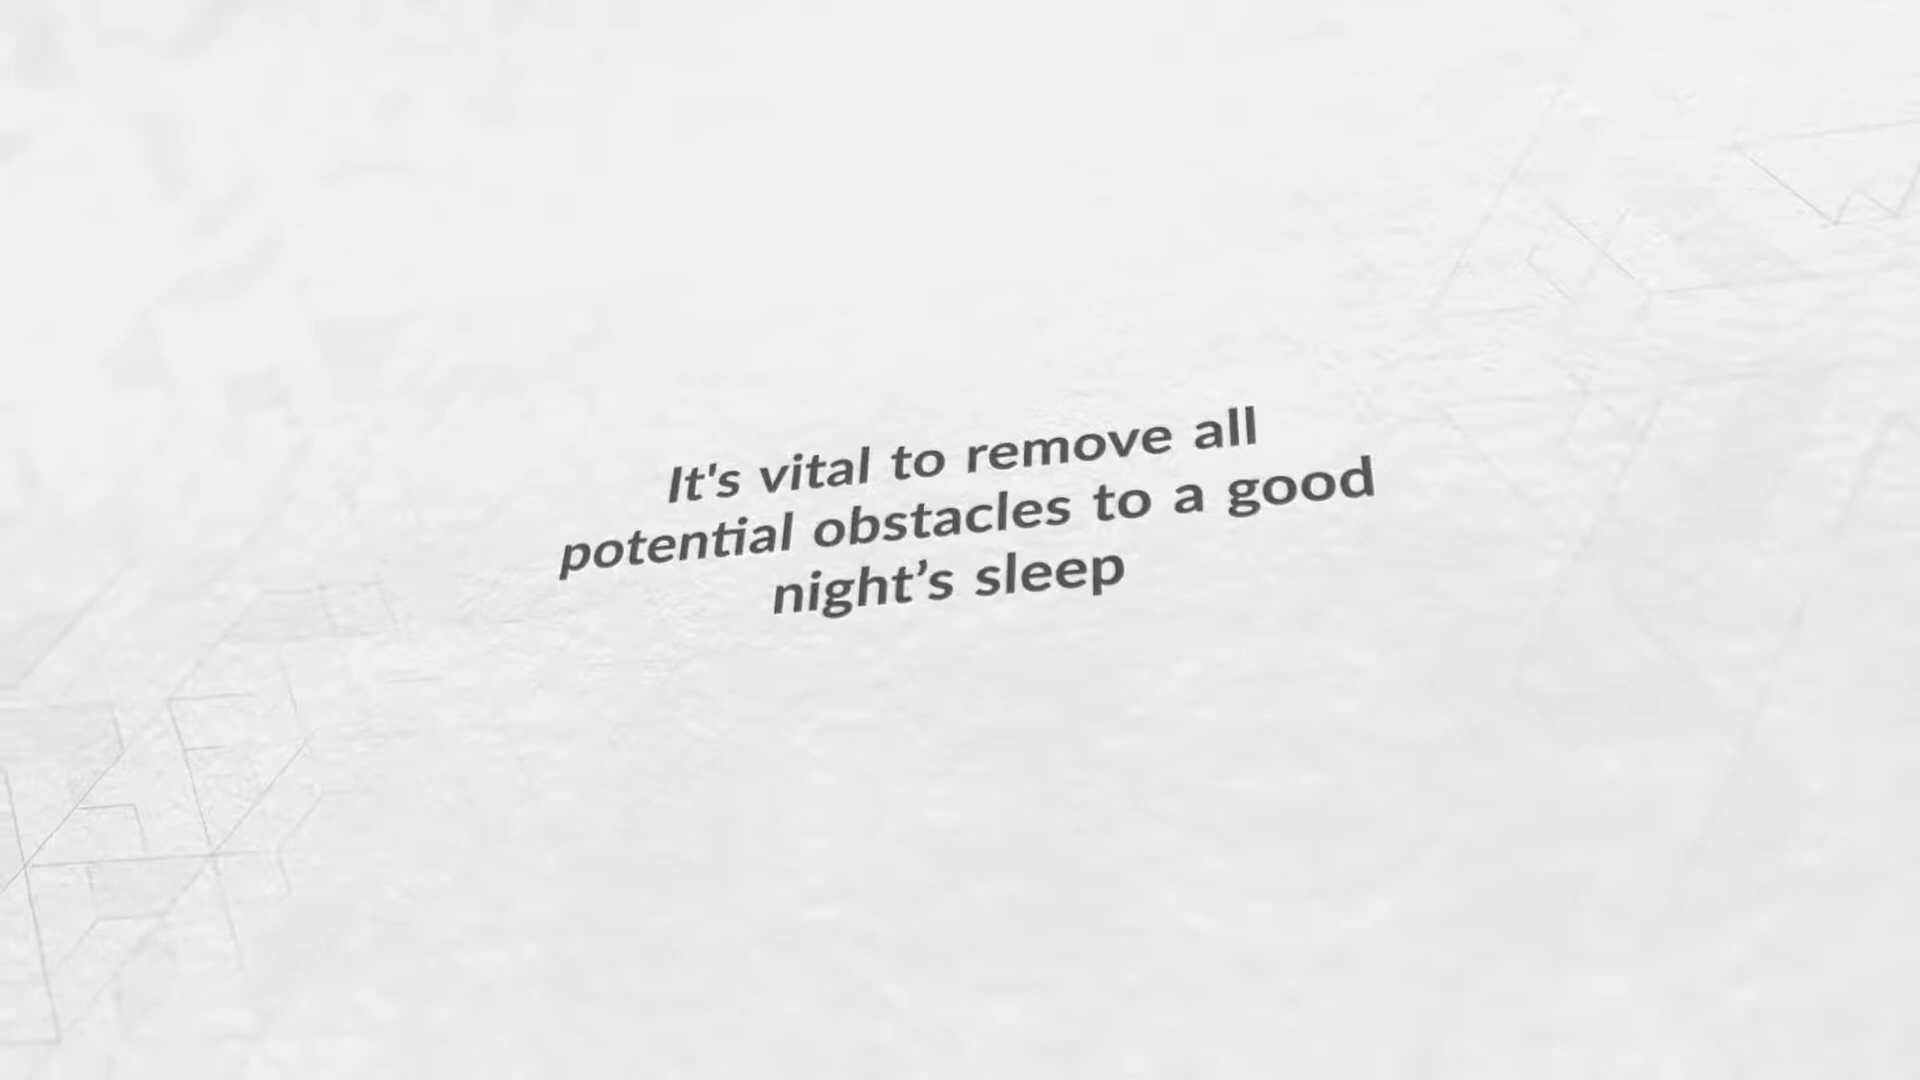 It's vital to remove all
potential obstacles to a good
night’s sleep